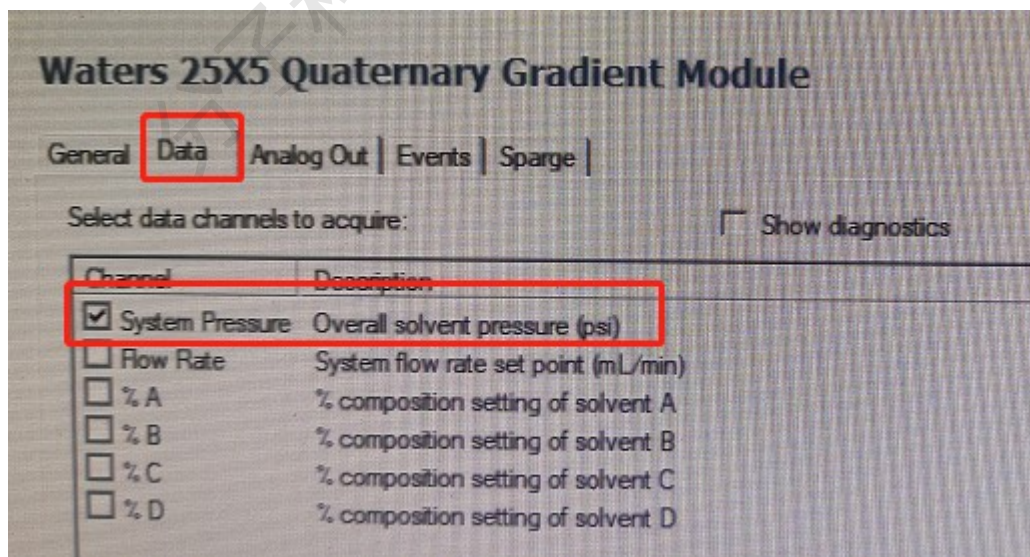 Waters 25X5 Quaternary Gradient Module
General Data Analog Out Events Sparge
Select data channels to acquire: Show diagnostics
Channel Description
System Pressure Overall solvent pressure (psi)
Flow Rate System flow rate set point (mL/min)
% A % composition setting of solvent A
% B % composition setting of solvent B
% C % composition setting of solvent C
% D % composition setting of solvent D